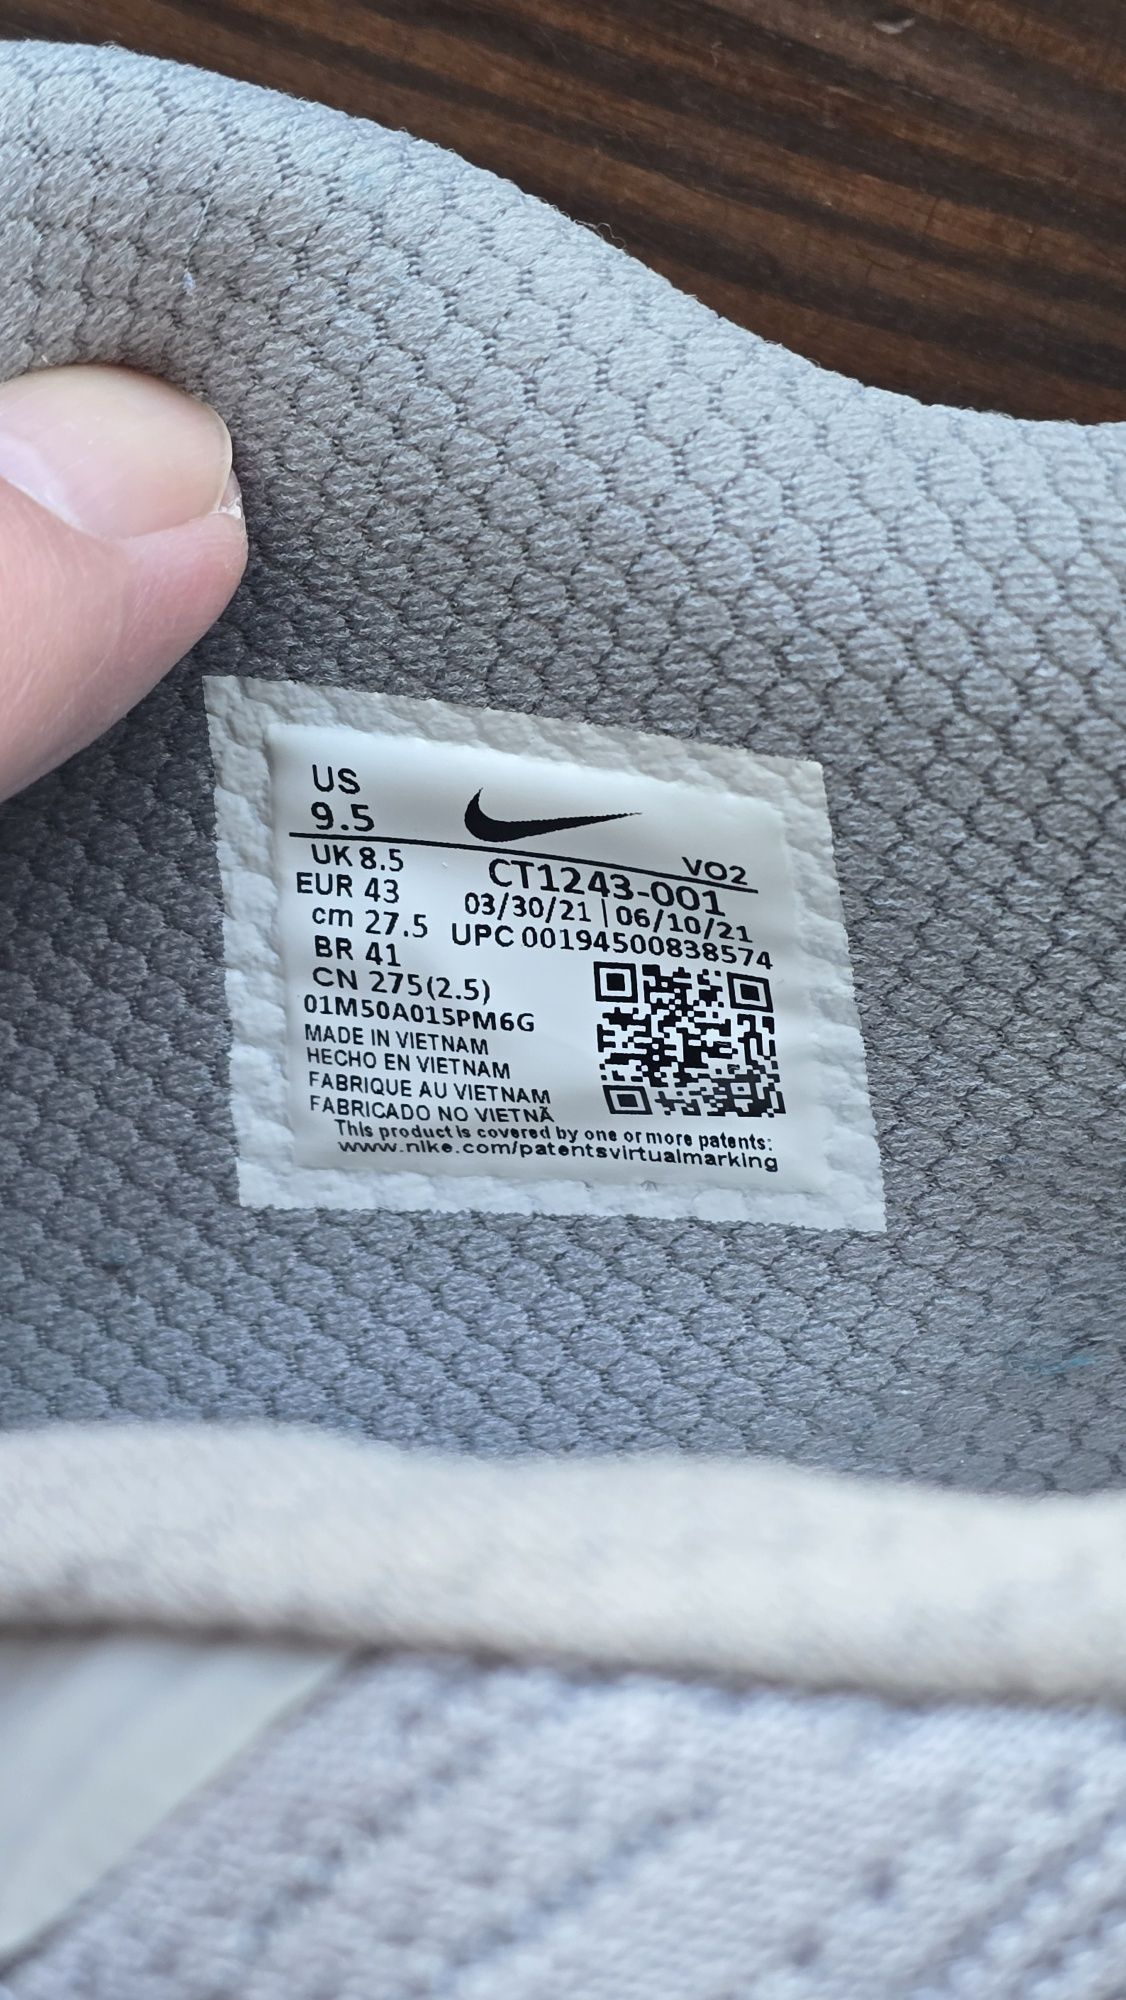 US
9.5
VO2
UK 8.5
CT1243-001
EUR 43
03/30/21 | 06/10/21
cm 27.5
UPC 00194500838574
BR 41
CN 275(2.5)
01M50A015PM6G
MADE IN VIETNAM
HECHO EN VIETNAM
FABRIQUE AU VIETNAM
FABRICADO NO VIETNÃ
This product is covered by one or more patents:
www.nike.com/patentsvirtualmarking